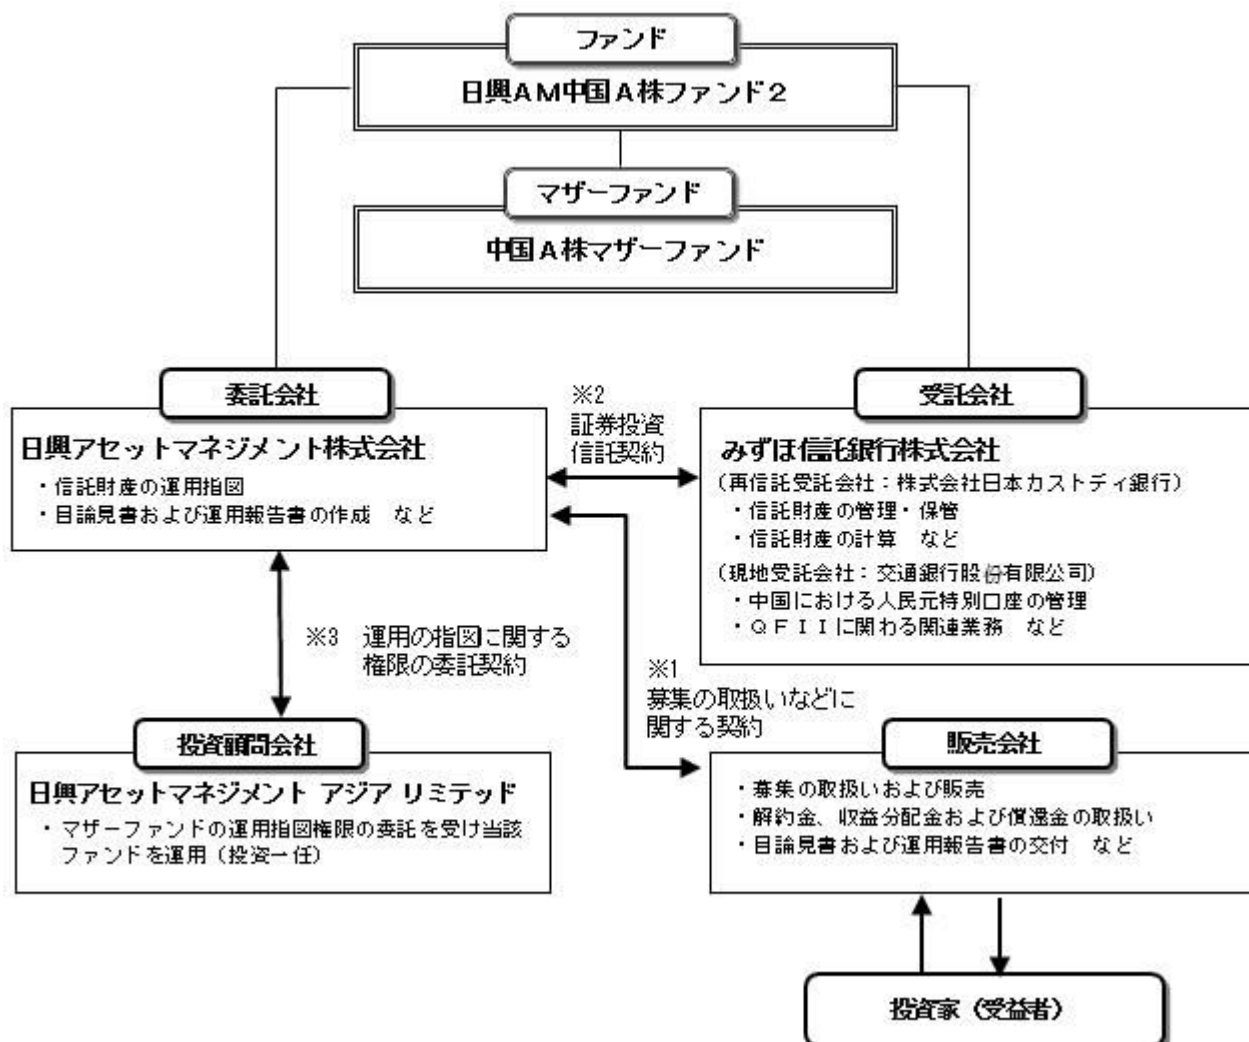 ファンド
日興AM中国A株ファンド2
マザーファンド
中国A株マザーファンド
委託会社
日興アセットマネジメント株式会社
・信託財産の運用指図
・目論見書および運用報告書の作成 など
※2
証券投資
信託契約
受託会社
みずほ信託銀行株式会社
(再信託受託会社:株式会社日本カストディ銀行)
・信託財産の管理・保管
・信託財産の計算 など
(現地受託会社:交通銀行股份有限公司)
・中国における人民元特別口座の管理
・QFIIに関わる関連業務 など
※3 運用の指図に関する
権限の委託契約
※1
募集の取扱いなどに
関する契約
投資顧問会社
日興アセットマネジメント アジア リミテッド
・マザーファンドの運用指図権限の委託を受け当該
ファンドを運用(投資一任)
販売会社
・募集の取扱いおよび販売
・解約金、収益分配金および償還金の取扱い
・目論見書および運用報告書の交付 など
投資家(受益者)